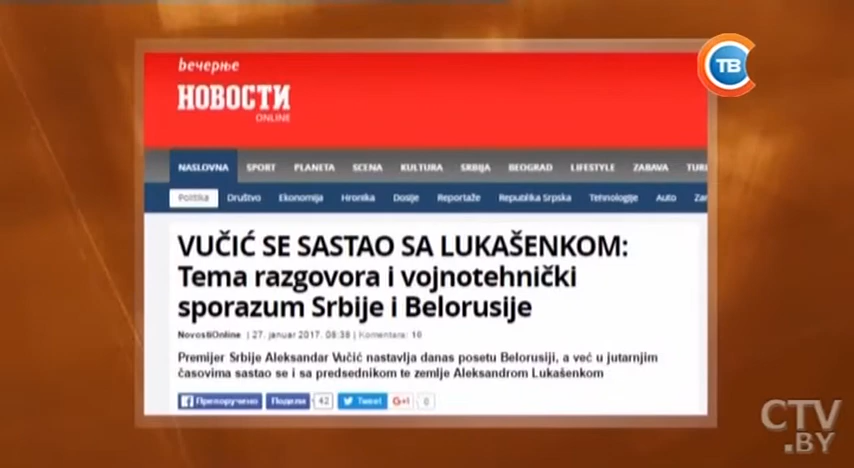 вечерње
НОВОСТИ
ONLINE
СТВ
NASLOVNA SPORT PLANETA SCENA KULTURA SRBIJA BEOGRAD LIFESTYLE ZABAVA TURI
Politika Društvo Ekonomija Hronika Dosije Reportaže Republika Srpska Tehnologije Auto Za
VUČIĆ SE SASTAO SA LUKAŠENKOM:
Tema razgovora i vojnotehnički
sporazum Srbije i Belorusije
NovostiOnline | 27. januar 2017. 08:38 | Komentara: 16
Premijer Srbije Aleksandar Vučić nastavlja danas posetu Belorusiji, a već u jutarnjim
časovima sastao se i sa predsednikom te zemlje Aleksandrom Lukašenkom
Препоручено Подели 42 Tweet G+1 0
CTV
.BY